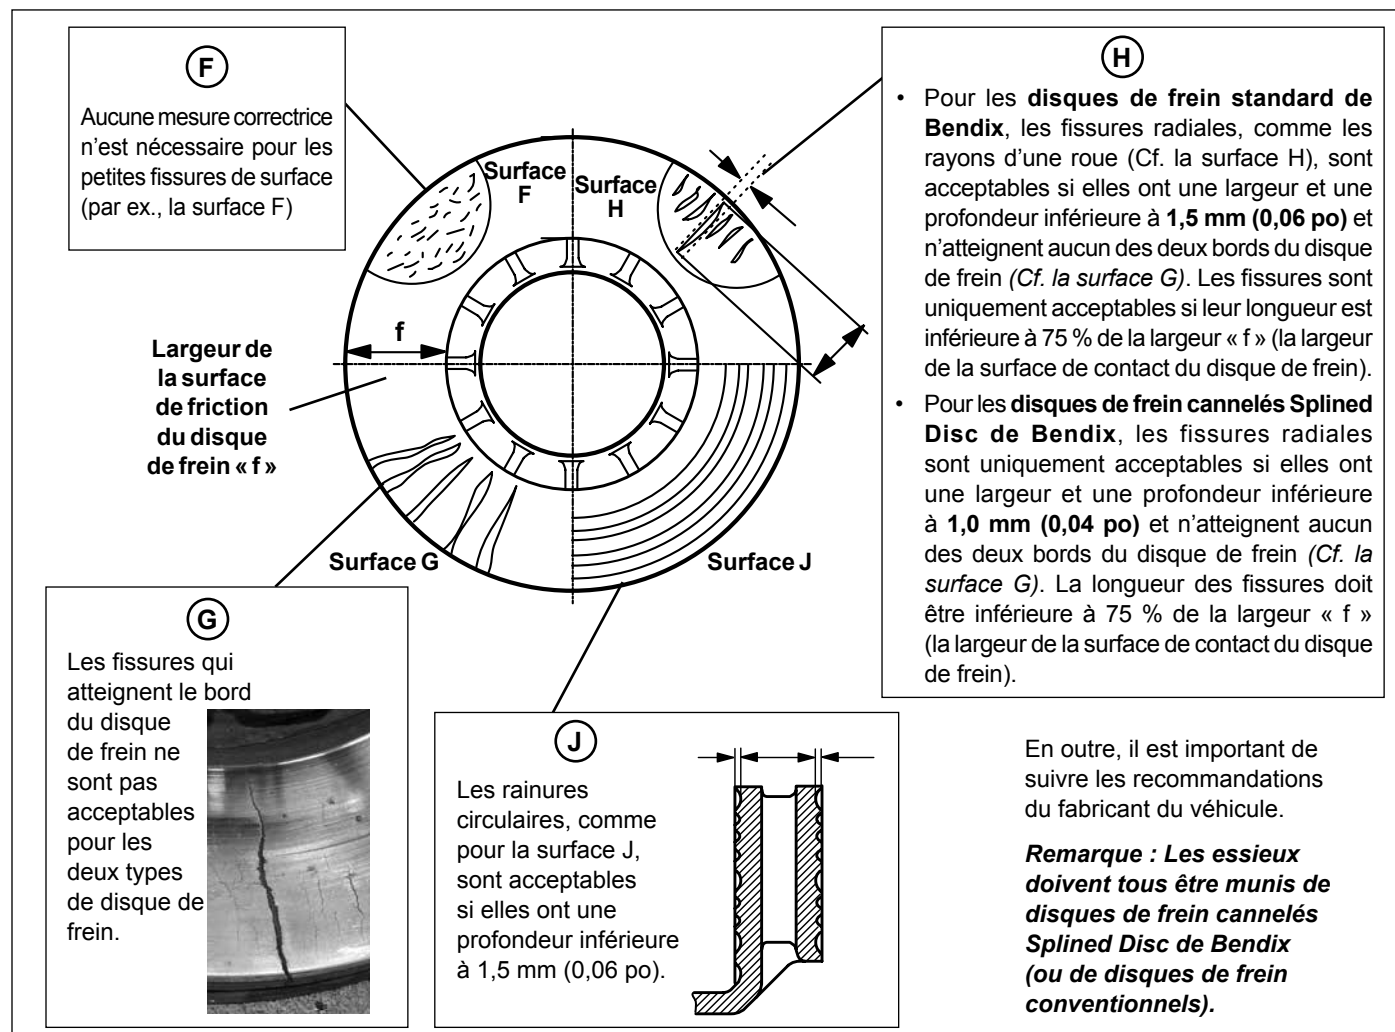 F
Aucune mesure correctrice
n'est nécessaire pour les
petites fissures de surface
(par ex., la surface F)
Surface
F
Surface
H
f
Largeur de
la surface
de friction
du disque
de frein « f »
Surface G
Surface J
H
• Pour les disques de frein standard de
Bendix, les fissures radiales, comme les
rayons d'une roue (Cf. la surface H), sont
acceptables si elles ont une largeur et une
profondeur inférieure à 1,5 mm (0,06 po) et
n'atteignent aucun des deux bords du disque
de frein (Cf. la surface G). Les fissures sont
uniquement acceptables si leur longueur est
inférieure à 75 % de la largeur « f » (la largeur
de la surface de contact du disque de frein).
• Pour les disques de frein cannelés Splined
Disc de Bendix, les fissures radiales
sont uniquement acceptables si elles ont
une largeur et une profondeur inférieure
à 1,0 mm (0,04 po) et n'atteignent aucun
des deux bords du disque de frein (Cf. la
surface G). La longueur des fissures doit
être inférieure à 75 % de la largeur « f »
(la largeur de la surface de contact du disque
de frein).
G
Les fissures qui
atteignent le bord
du disque
de frein ne
sont pas
acceptables
pour les
deux types
de disque de
frein.
J
Les rainures
circulaires, comme
pour la surface J,
sont acceptables
si elles ont une
profondeur inférieure
à 1,5 mm (0,06 po).
En outre, il est important de
suivre les recommandations
du fabricant du véhicule.
Remarque : Les essieux
doivent tous être munis de
disques de frein cannelés
Splined Disc de Bendix
(ou de disques de frein
conventionnels).